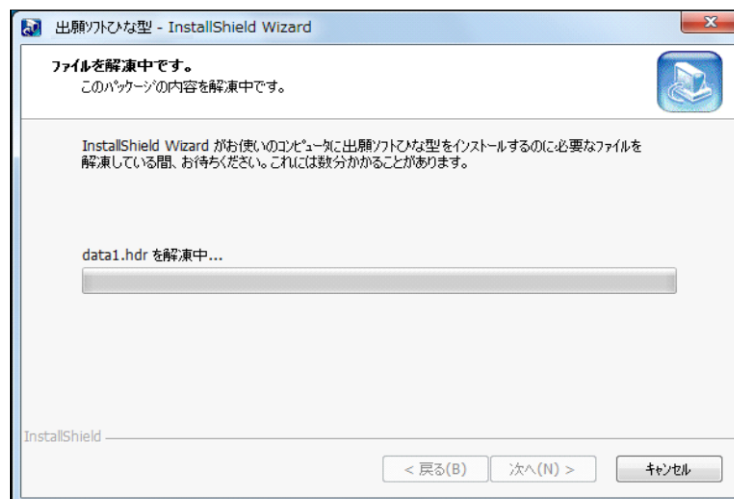 出願ソフトひな型 - InstallShield Wizard
ファイルを解凍中です。
このパッケージの内容を解凍中です。
InstallShield Wizard がお使いのコンピュータに出願ソフトひな型をインストールするのに必要なファイルを
解凍している間、お待ちください。これには数分かかることがあります。
data1.hdr を解凍中...
InstallShield
< 戻る(B)
次へ(N) >
キャンセル